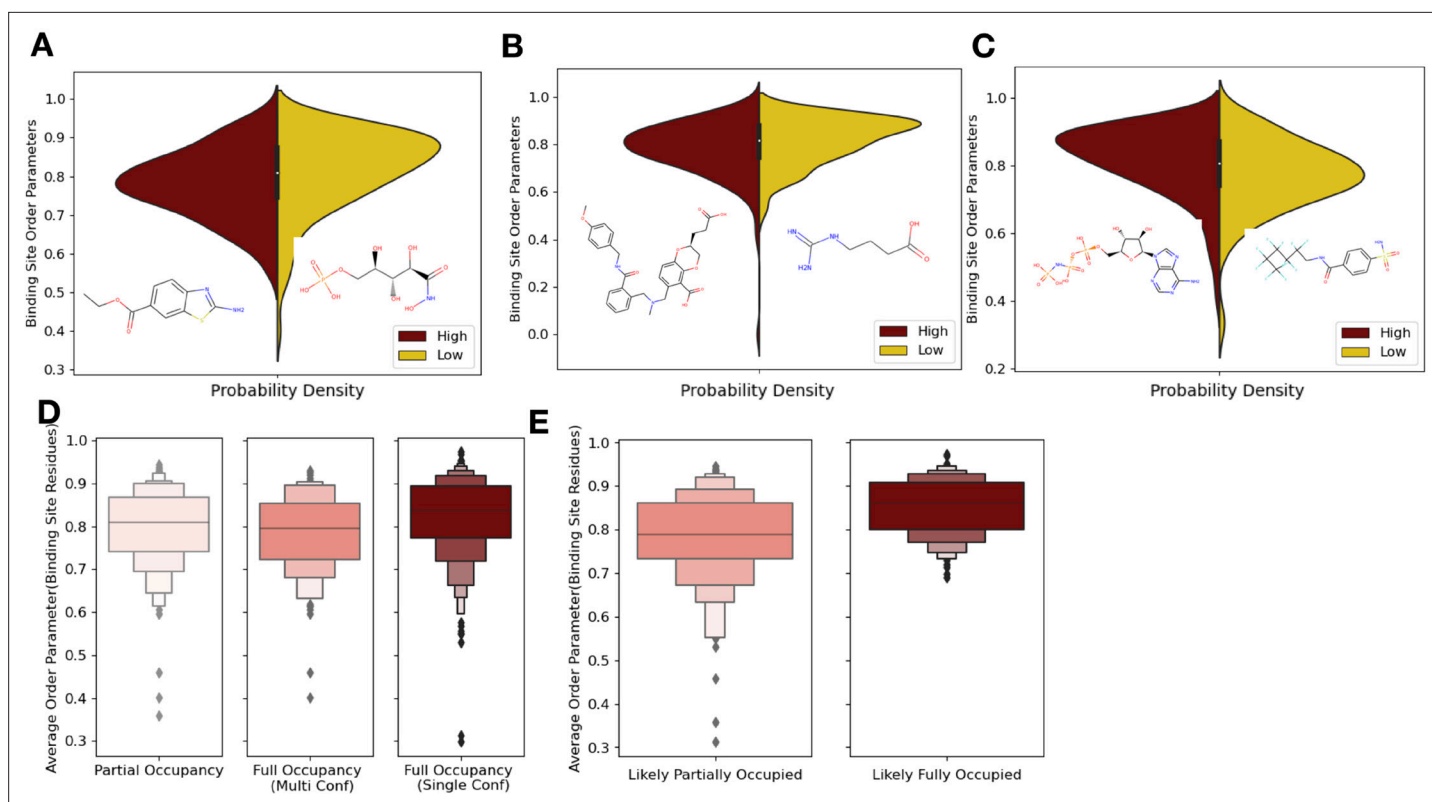 A
B
C
Binding Site Order Parameters
1.0
0.9
0.8
0.7
0.6
0.5
0.4
0.3
High
Low
Probability Density
Binding Site Order Parameters
1.0
0.8
0.6
0.4
0.2
0.0
High
Low
Probability Density
Binding Site Order Parameters
1.0
0.8
0.6
0.4
0.2
High
Low
Probability Density
D
E
Average Order Parameter(Binding Site Residues)
1.0
0.9
0.8
0.7
0.6
0.5
0.4
0.3
Partial Occupancy
Full Occupancy
(Multi Conf)
Full Occupancy
(Single Conf)
Average Order Parameter(Binding Site Residues)
1.0
0.9
0.8
0.7
0.6
0.5
0.4
0.3
Likely Partially Occupied
Likely Fully Occupied